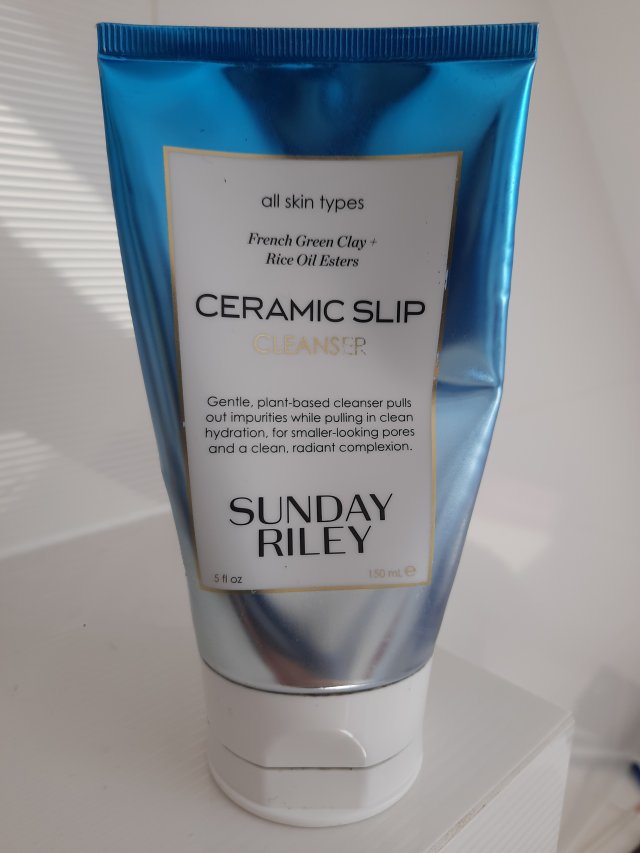 all skin types
French Green Clay +
Rice Oil Esters
CERAMIC SLIP
CLEANSER
Gentle, plant-based cleanser pulls
out impurities while pulling in clean
hydration, for smaller-looking pores
and a clean, radiant complexion.
SUNDAY
RILEY
5 fl oz 150 mL ℮